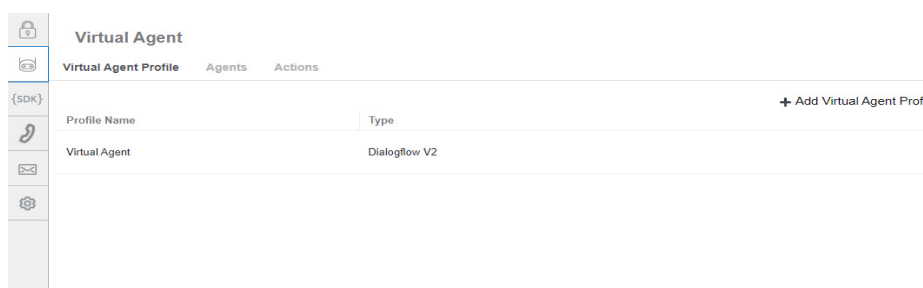 Virtual Agent
Virtual Agent Profile Agents Actions
{SDK}
+ Add Virtual Agent Prof
Profile Name Type
Virtual Agent Dialogflow V2